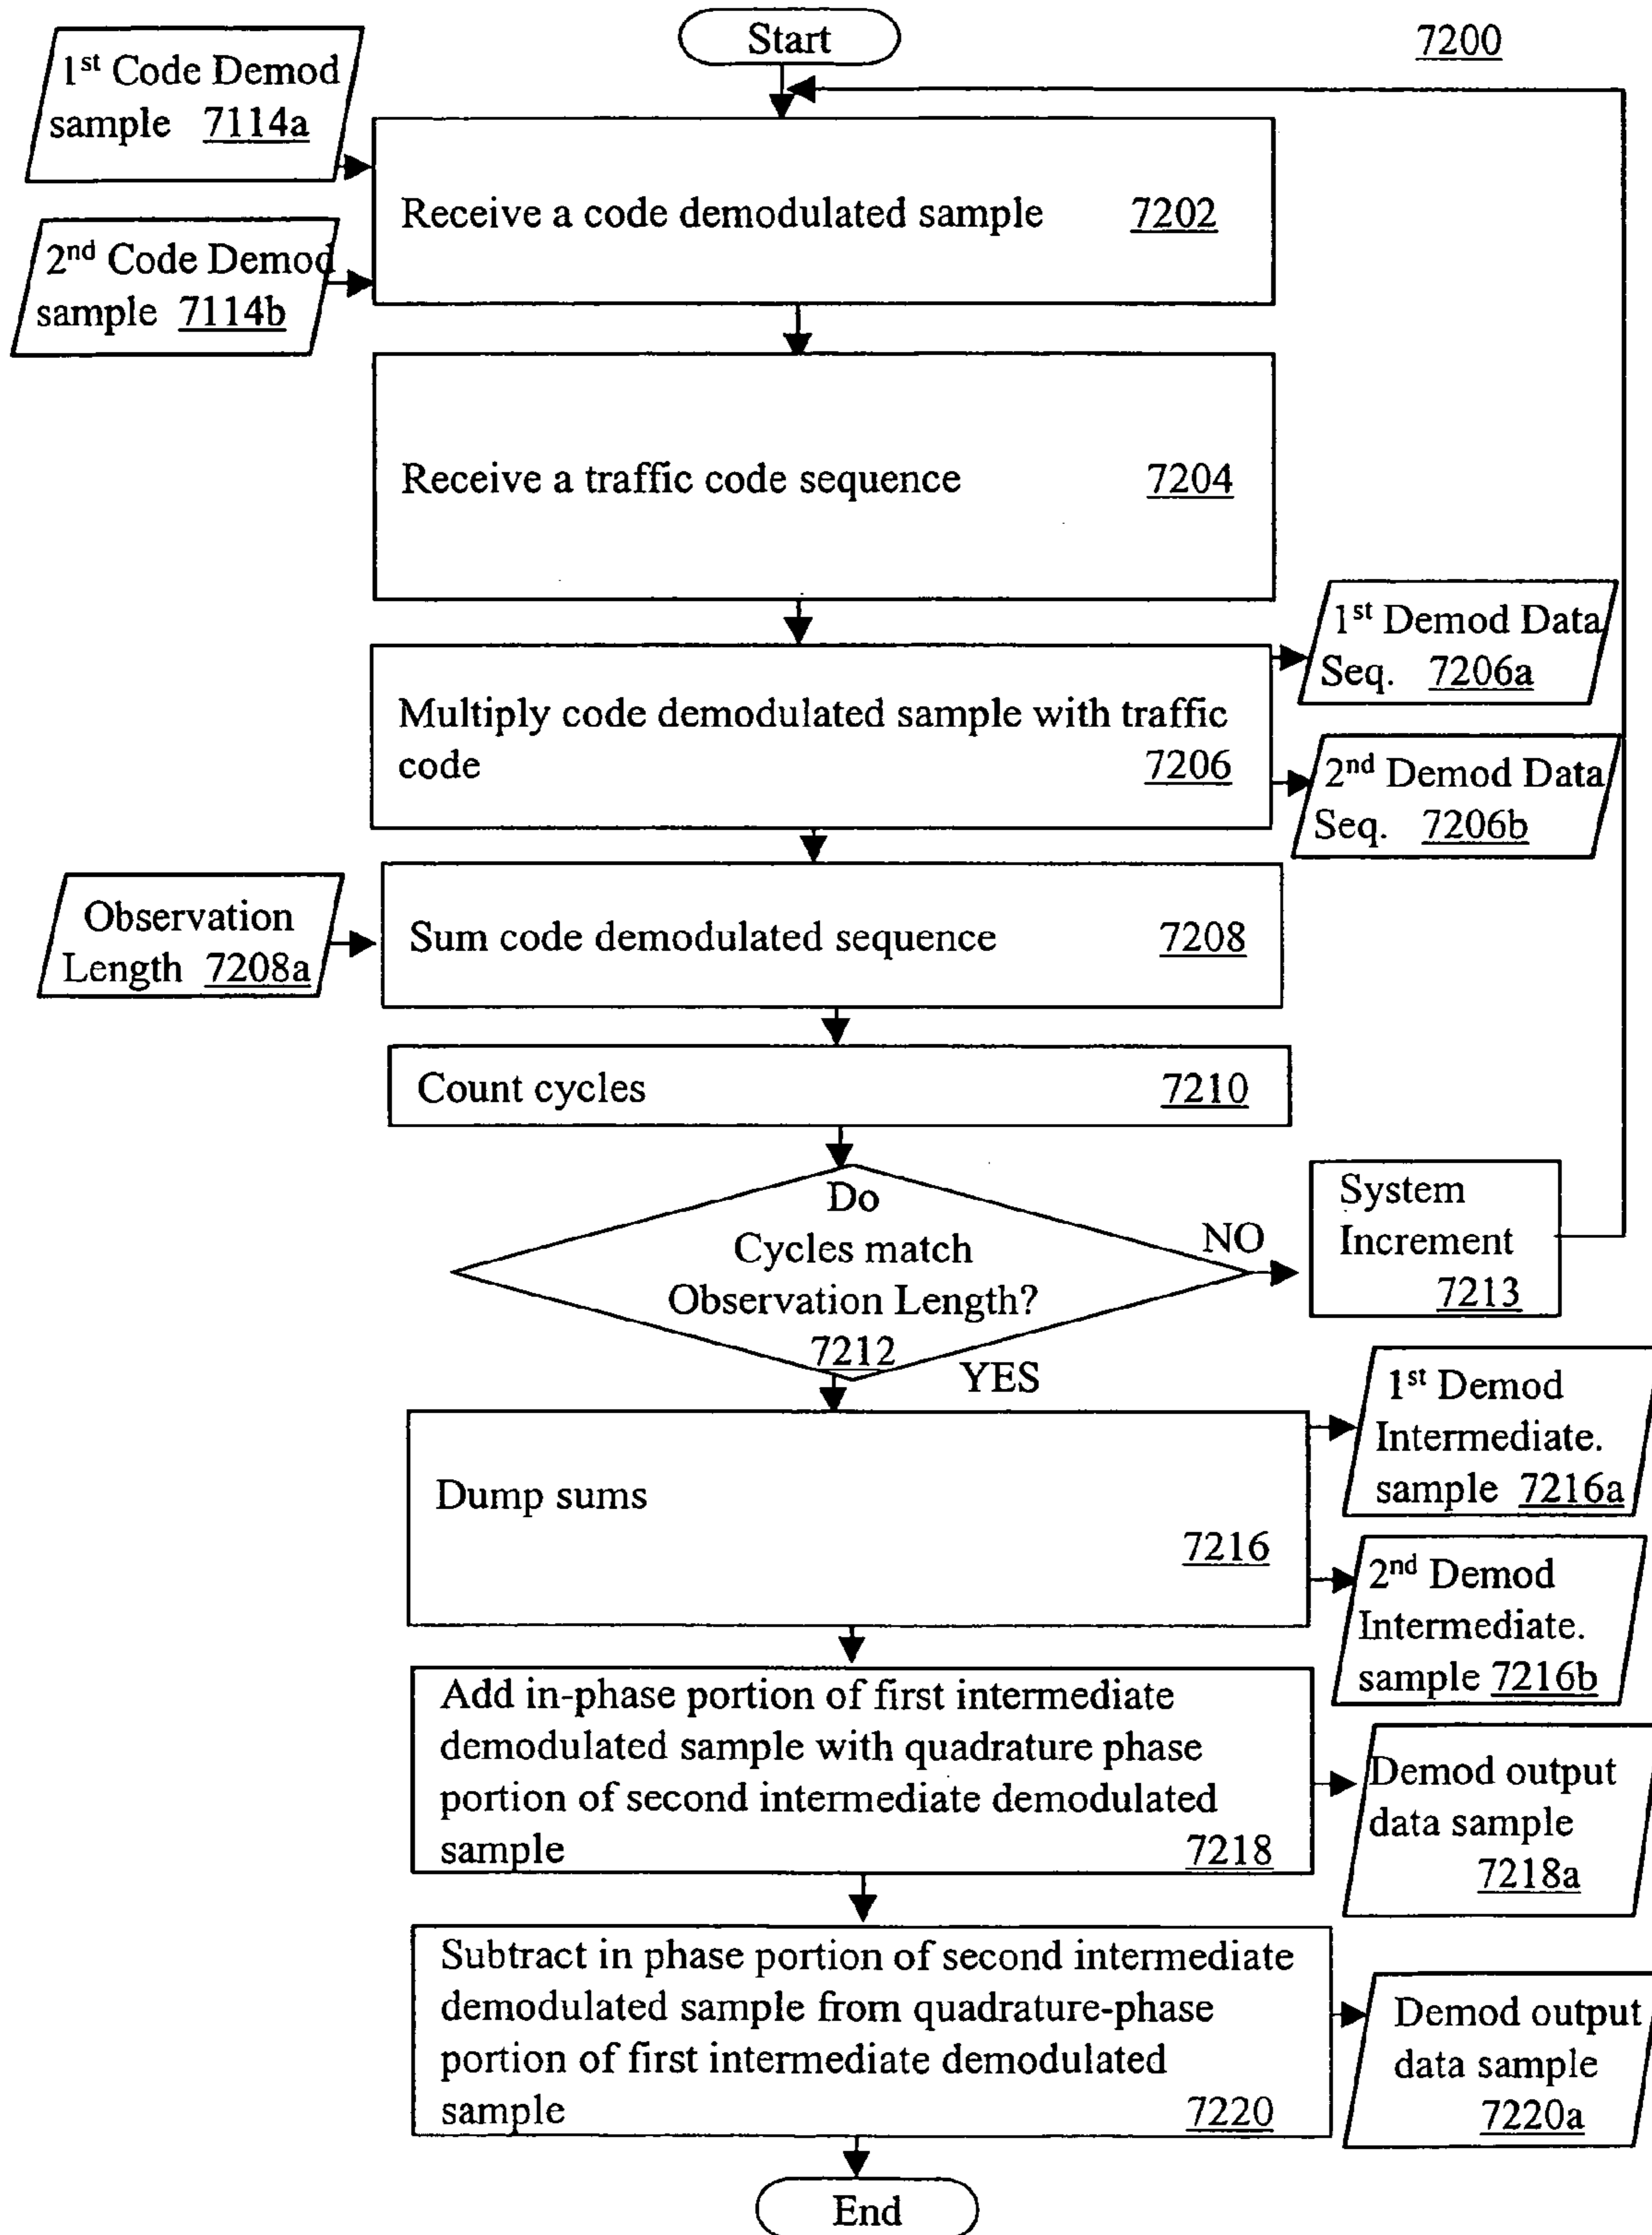 Start
7200
1st Code Demod
sample 7114a
Receive a code demodulated sample 7202
2nd Code Demod
sample 7114b
Receive a traffic code sequence 7204
1st Demod Data
Seq. 7206a
Multiply code demodulated sample with traffic
code 7206
2nd Demod Data
Seq. 7206b
Observation
Length 7208a
Sum code demodulated sequence 7208
Count cycles 7210
Do
Cycles match
Observation Length?
7212
NO
System
Increment
7213
YES
1st Demod
Intermediate.
sample 7216a
Dump sums
7216
2nd Demod
Intermediate.
sample 7216b
Add in-phase portion of first intermediate
demodulated sample with quadrature phase
portion of second intermediate demodulated
sample 7218
Demod output
data sample
7218a
Subtract in phase portion of second intermediate
demodulated sample from quadrature-phase
portion of first intermediate demodulated
sample 7220
Demod output
data sample
7220a
End